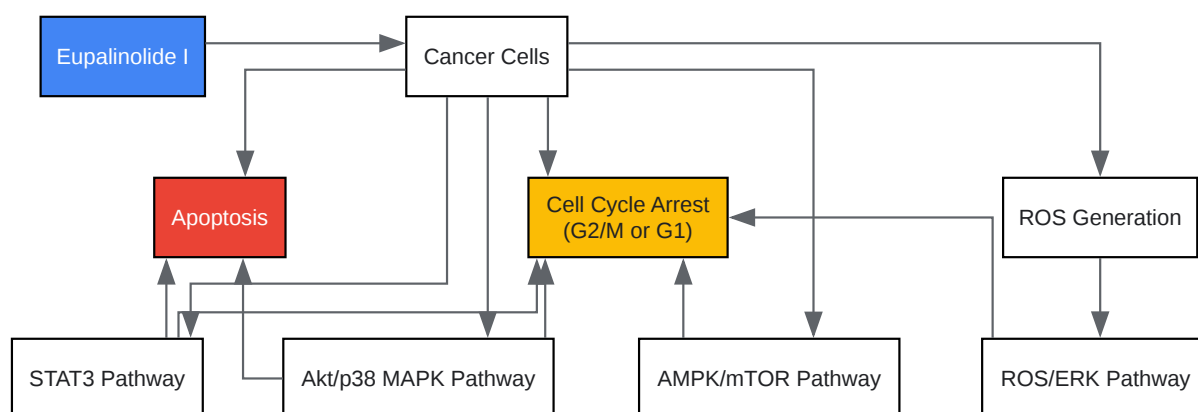 Eupalinolide I
Cancer Cells
Apoptosis
Cell Cycle Arrest
(G2/M or G1)
ROS Generation
STAT3 Pathway
Akt/p38 MAPK Pathway
AMPK/mTOR Pathway
ROS/ERK Pathway